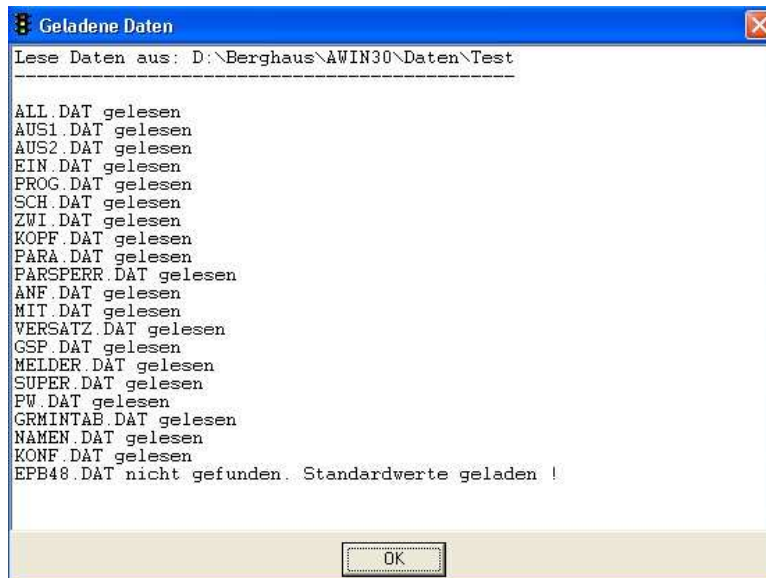 Geladene Daten
Lese Daten aus: D:\Berghaus\AWIN30\Daten\Test
----------------------------------------------
ALL.DAT gelesen
AUS1.DAT gelesen
AUS2.DAT gelesen
EIN.DAT gelesen
PROG.DAT gelesen
SCH.DAT gelesen
ZWI.DAT gelesen
KOPF.DAT gelesen
PARA.DAT gelesen
PARSPERR.DAT gelesen
ANF.DAT gelesen
MIT.DAT gelesen
VERSATZ.DAT gelesen
GSP.DAT gelesen
MELDER.DAT gelesen
SUPER.DAT gelesen
PW.DAT gelesen
GRMINTAB.DAT gelesen
NAMEN.DAT gelesen
KONF.DAT gelesen
EPB48.DAT nicht gefunden. Standardwerte geladen !
OK